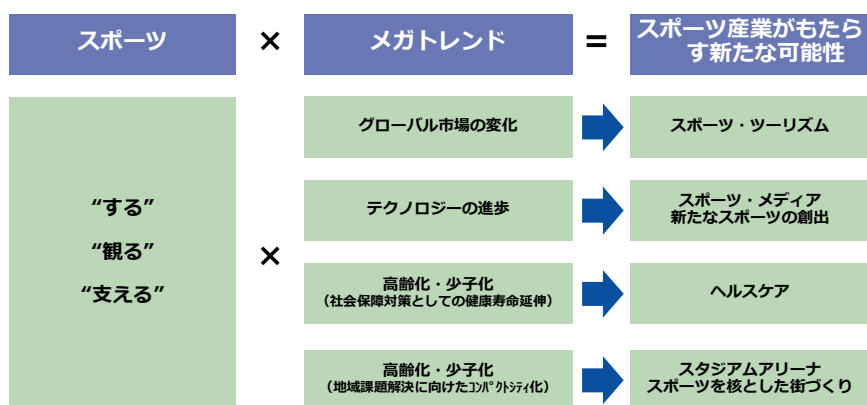 スポーツ
×
メガトレンド
=
スポーツ産業がもたら
す新たな可能性
“する”
“観る”
“支える”
×
グローバル市場の変化
スポーツ・ツーリズム
テクノロジーの進歩
スポーツ・メディア
新たなスポーツの創出
高齢化・少子化
（社会保障対策としての健康寿命延伸）
ヘルスケア
高齢化・少子化
（地域課題解決に向けたｺﾝﾊﾟｸﾄｼﾃｨ化）
スタジアムアリーナ
スポーツを核とした街づくり